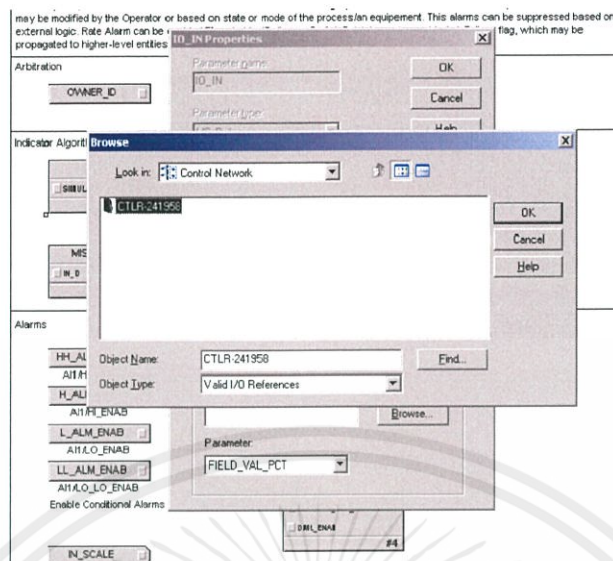 may be modified by the Operator or based on state or mode of the process/an equipement. This alarms can be suppressed based on
external logic. Rate Alarm can be
flag, which may be
propagated to higher-level entities
IO_IN Properties
Arbitration
Parameter name:
IO_IN
OK
OWNER_ID
Cancel
Parameter type:
Help
Indicator Algorit
Browse
Look in:
Control Network
SIMUL
CTLR-241958
OK
Cancel
MIS
Help
IN_D
Alarms
HH_AL
Object Name:
CTLR-241958
Find...
AI1/H
H_AL
Object Type:
Valid I/O References
AI1/HI_ENAB
Browse...
L_ALM_ENAB
Parameter:
AI1/LO_ENAB
LL_ALM_ENAB
FIELD_VAL_PCT
AI1/LO_LO_ENAB
Enable Conditional Alarms
#4
IN_SCALE